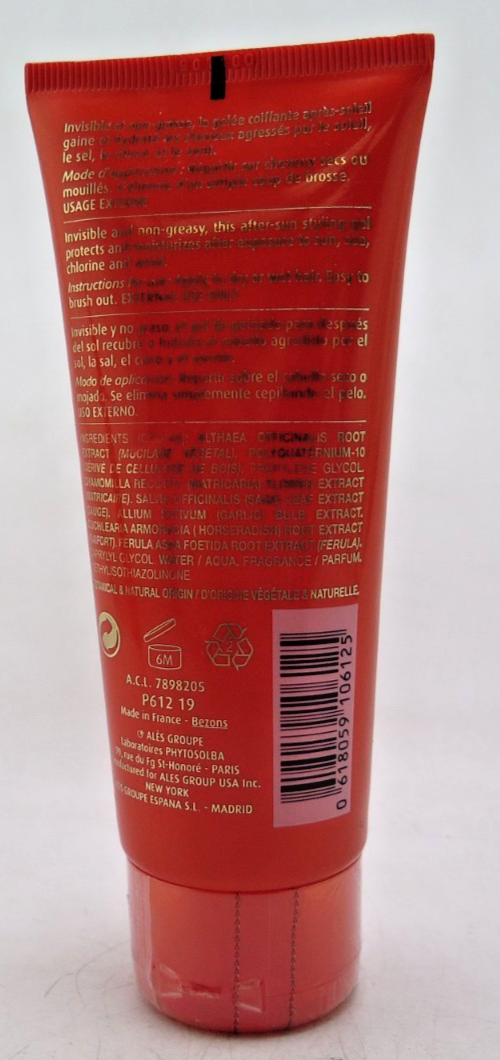 Invisible et non grasse, la gelée coiffante après-soleil
gaine et hydrate les cheveux agressés par le soleil,
le sel, le chlore et le vent.
Mode d'application : Répartir sur cheveux secs ou
mouillés. S'élimine d'un simple coup de brosse.
USAGE EXTERNE
Invisible and non-greasy, this after-sun styling gel
protects and moisturizes after exposure to sun, sea,
chlorine and wind.
Instructions for use: Apply to dry or wet hair. Easy to
brush out. EXTERNAL USE ONLY.
Invisible y no graso, el gel de peinado para después
del sol recubre e hidrata el cabello agredido por el
sol, la sal, el cloro y el viento.
Modo de aplicación: Repartir sobre el cabello seco o
mojado. Se elimina simplemente cepillando el pelo.
USO EXTERNO.
INGREDIENTS ALTHAEA OFFICINALIS ROOT
EXTRACT (MUCILAGE VEGETAL). POLYQUATERNIUM-10
DERIVÉ DE CELLULOSE DE BOIS). PROPYLENE GLYCOL.
CHAMOMILLA RECUTITA (MATRICARIA) FLOWER EXTRACT
MATRICAIRE). SALVIA OFFICINALIS (SAGE) LEAF EXTRACT
(SAUGE). ALLIUM SATIVUM (GARLIC) BULB EXTRACT.
COCHLEARIA ARMORACIA (HORSERADISH) ROOT EXTRACT
RAIFORT). FERULA ASSA FOETIDA ROOT EXTRACT (FERULA).
CAPRYLYL GLYCOL. WATER / AQUA. FRAGRANCE / PARFUM.
METHYLISOTHIAZOLINONE
BOTANICAL & NATURAL ORIGIN / D'ORIGINE VÉGÉTALE & NATURELLE.
6M
A.C.L. 7898205
P612 19
Made in France - Bezons
ALÈS GROUPE
Laboratoires PHYTOSOLBA
rue du Fg St-Honoré - PARIS
for ALES GROUP USA Inc.
NEW YORK
GROUPE ESPANA S.L. - MADRID
0 618059 106125